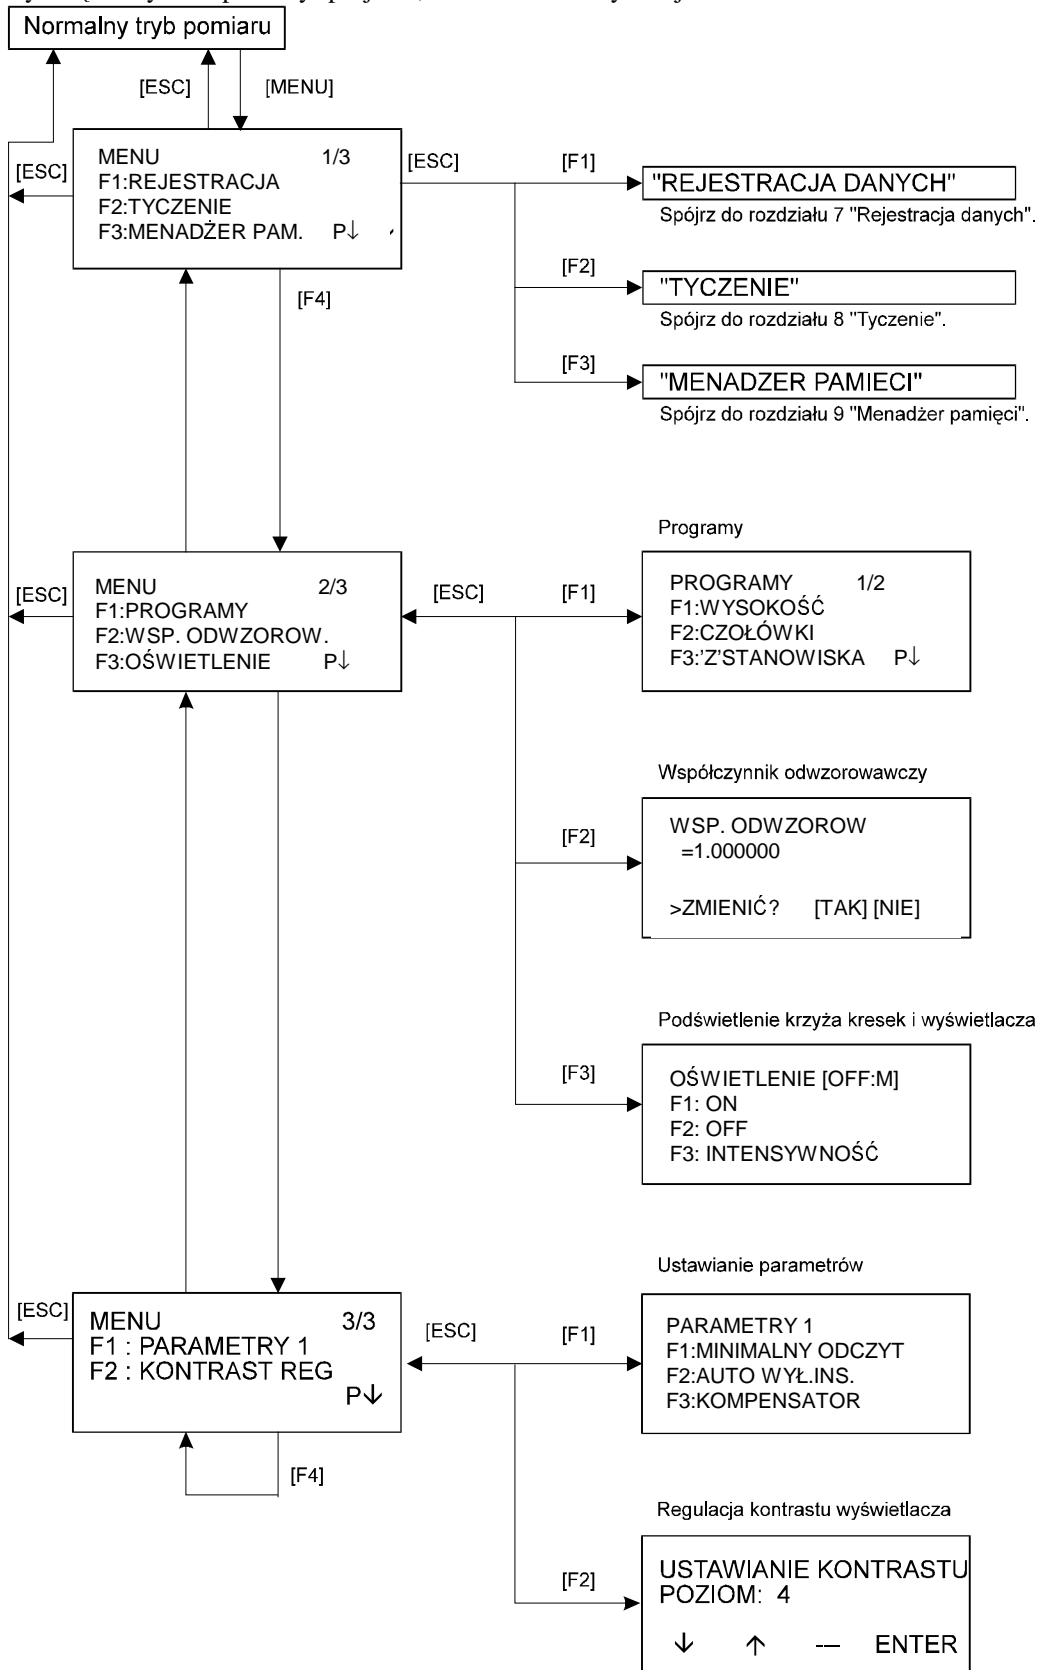 Normalny tryb pomiaru
[ESC] [MENU]
[ESC]
MENU 1/3
F1:REJESTRACJA
F2:TYCZENIE
F3:MENADŻER PAM. P↓
[ESC] [F1]
"REJESTRACJA DANYCH"
Spójrz do rozdziału 7 "Rejestracja danych".
[F2]
"TYCZENIE"
Spójrz do rozdziału 8 "Tyczenie".
[F3]
"MENADZER PAMIECI"
Spójrz do rozdziału 9 "Menadżer pamięci".
[F4]
Programy
[ESC]
MENU 2/3
F1:PROGRAMY
F2:WSP. ODWZOROW.
F3:OŚWIETLENIE P↓
[ESC] [F1]
PROGRAMY 1/2
F1:WYSOKOŚĆ
F2:CZOŁÓWKI
F3:'Z'STANOWISKA P↓
Współczynnik odwzorowawczy
[F2]
WSP. ODWZOROW
=1.000000
>ZMIENIĆ? [TAK] [NIE]
Podświetlenie krzyża kresek i wyświetlacza
[F3]
OŚWIETLENIE [OFF:M]
F1: ON
F2: OFF
F3: INTENSYWNOŚĆ
Ustawianie parametrów
[ESC]
MENU 3/3
F1 : PARAMETRY 1
F2 : KONTRAST REG
P↓
[ESC] [F1]
PARAMETRY 1
F1:MINIMALNY ODCZYT
F2:AUTO WYŁ.INS.
F3:KOMPENSATOR
[F4]
Regulacja kontrastu wyświetlacza
[F2]
USTAWIANIE KONTRASTU
POZIOM: 4
↓ ↑ --- ENTER